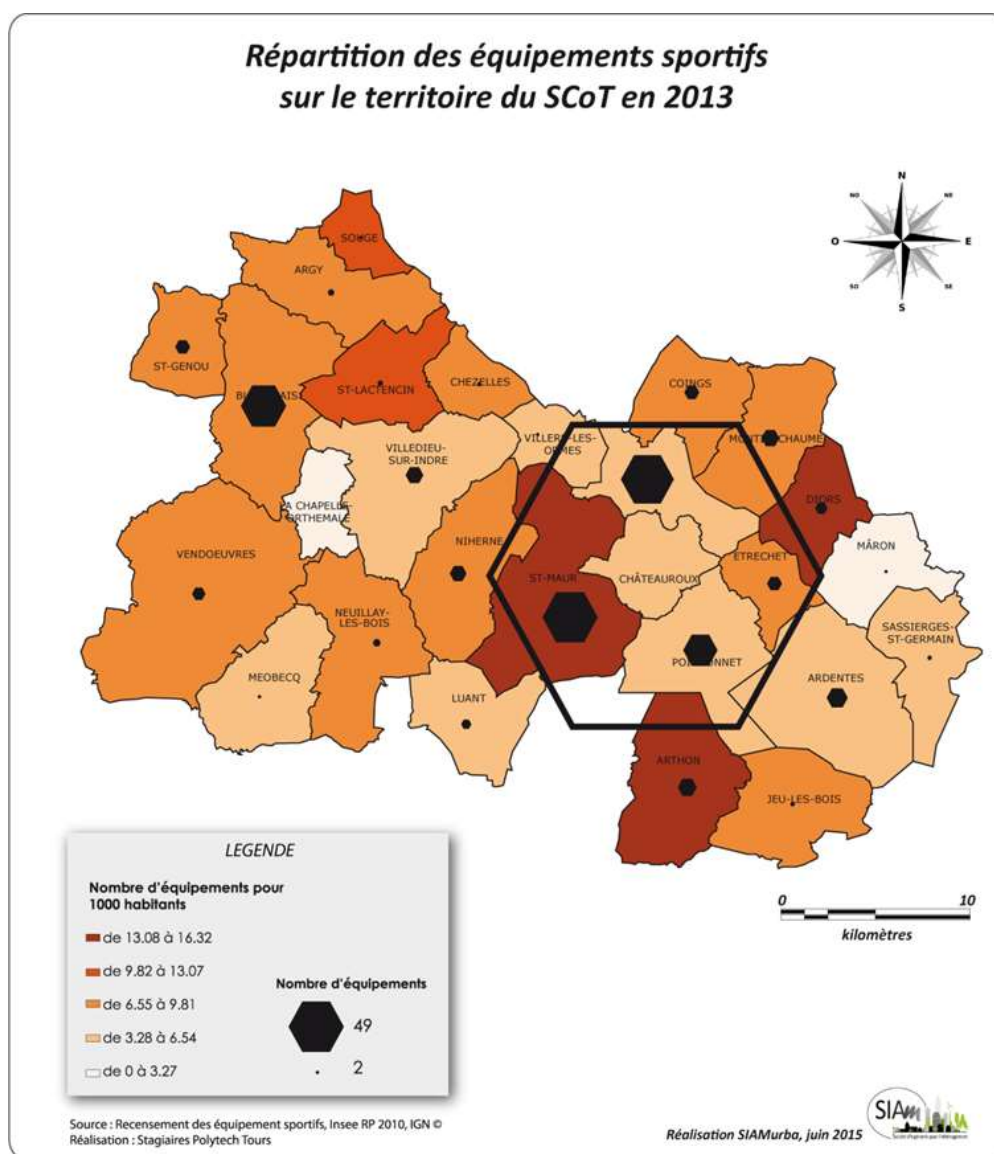 Répartition des équipements sportifs
sur le territoire du SCoT en 2013
N
NO
NE
O
E
SO
SE
S
SOUGE
ARGY
ST-GENOU
ST-LACTENCIN
CHEZELLES
COINGS
VILLEDIEU-
SUR-INDRE
VILLERS-LES-
ORMES
DIORS
NIHERNE
VENDOEUVRES
ST-MAUR
CHÂTEAUROUX
ETRECHET
MÂRON
NEUILLAY-
LES-BOIS
SASSIERGES-
ST-GERMAIN
MEOBECQ
LUANT
ARDENTES
ARTHON
JEU-LES-BOIS
0 10
kilomètres
LEGENDE
Nombre d'équipements pour
1000 habitants
de 13.08 à 16.32
de 9.82 à 13.07
de 6.55 à 9.81
de 3.28 à 6.54
de 0 à 3.27
Nombre d'équipements
49
2
Source : Recensement des équipement sportifs, Insee RP 2010, IGN ©
Réalisation : Stagiaires Polytech Tours
Réalisation SIAMurba, juin 2015
SIAm